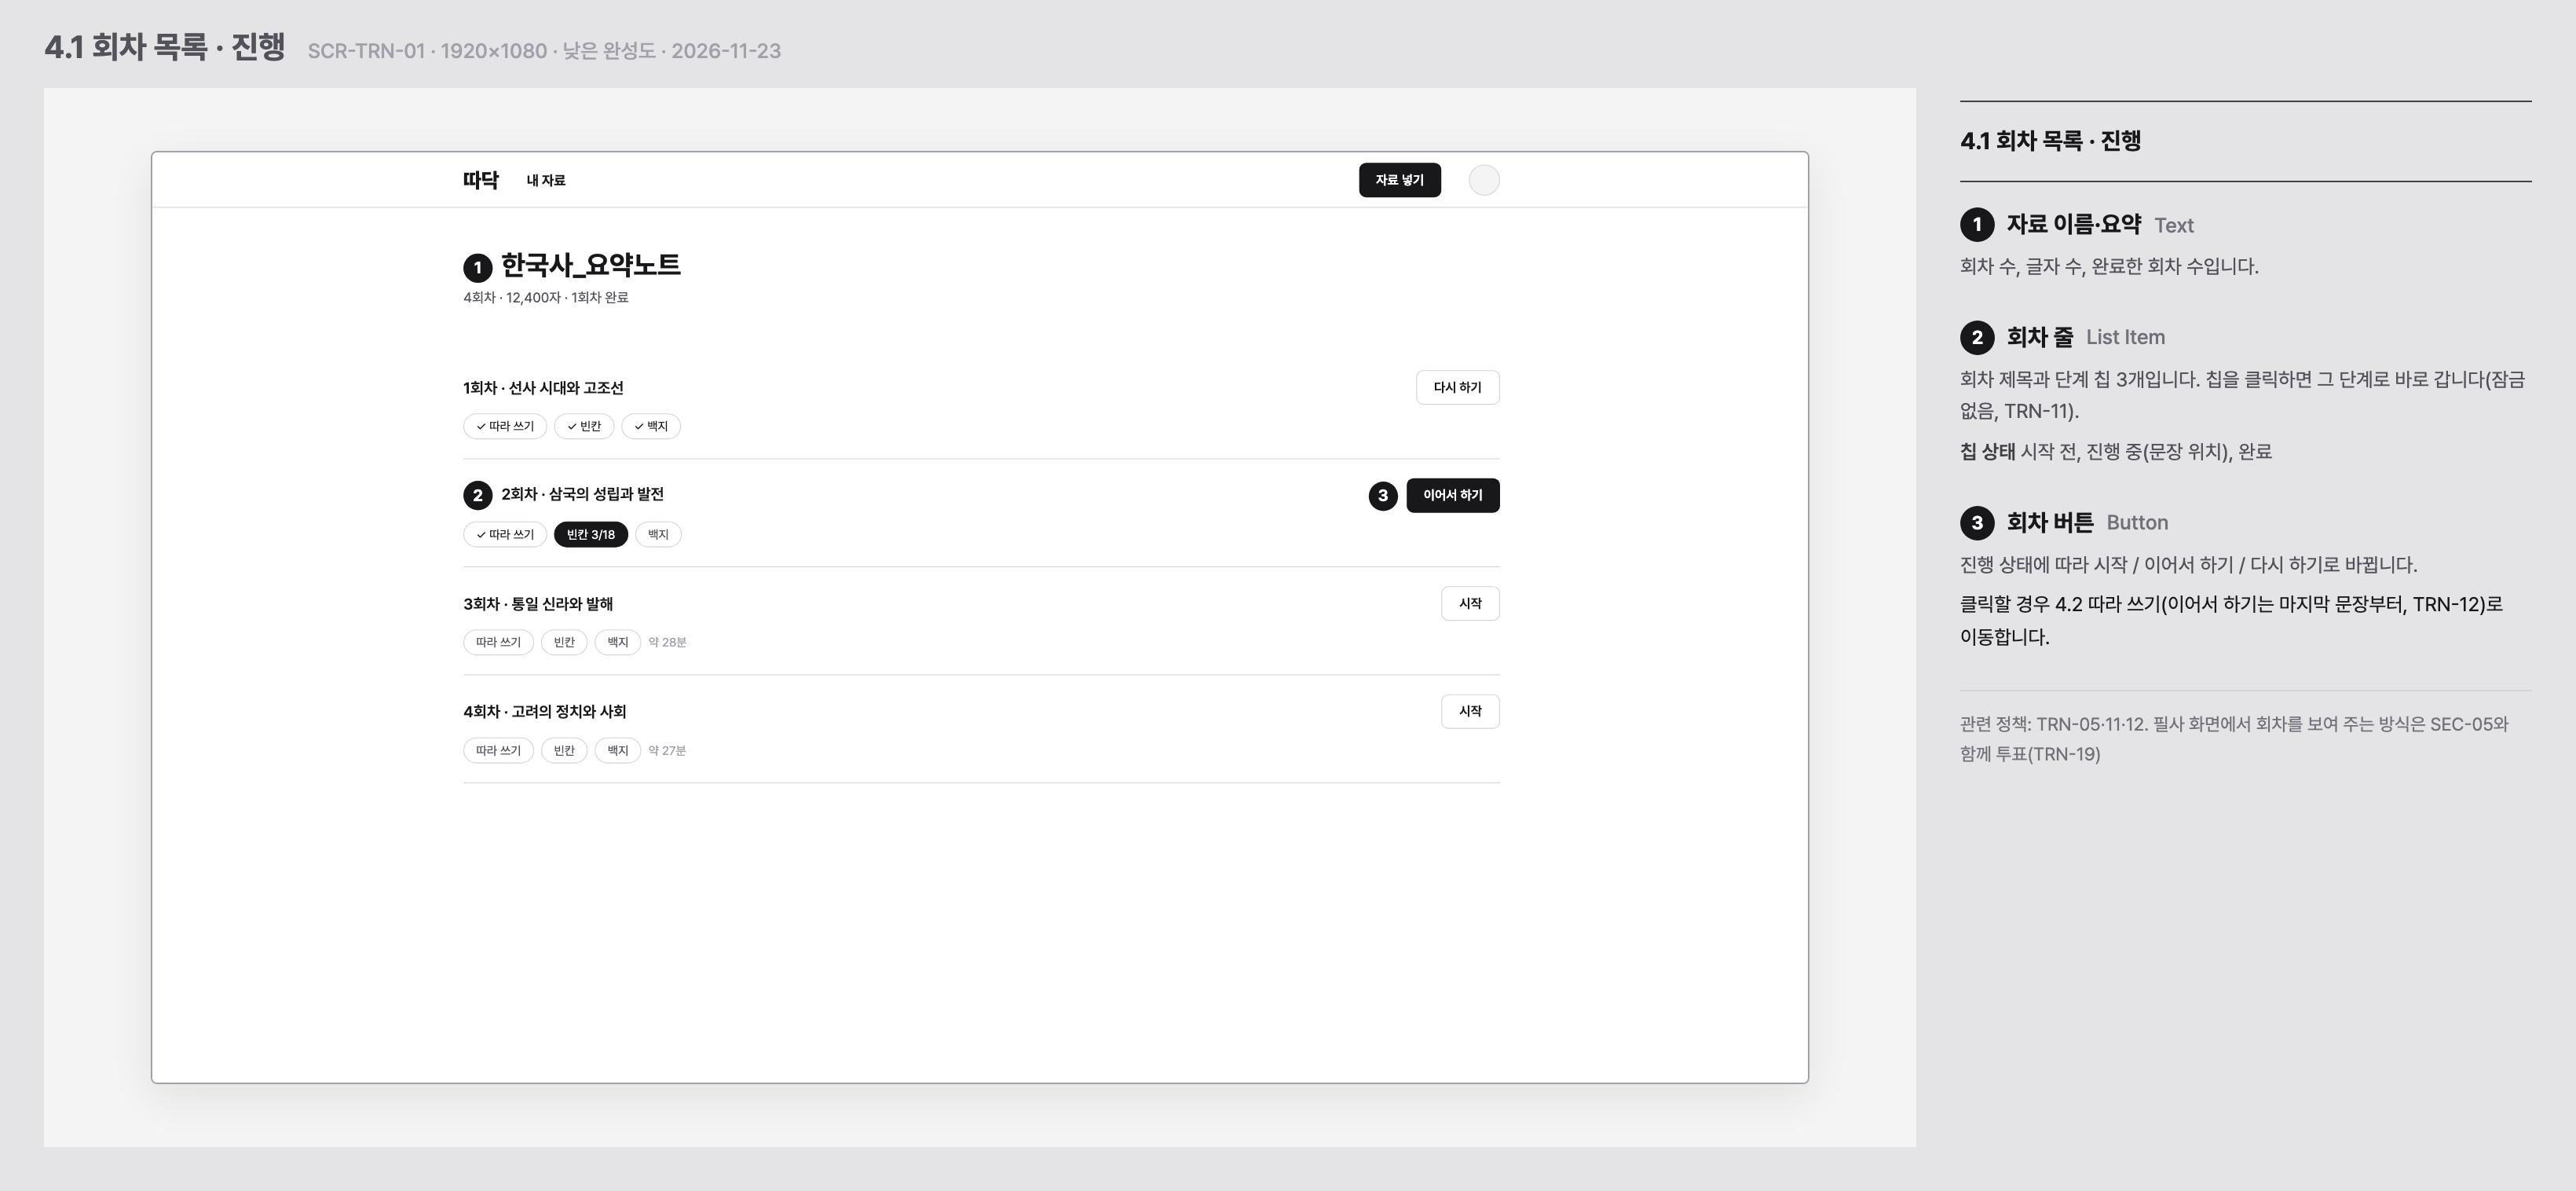 4.1 회차 목록 · 진행 SCR-TRN-01 · 1920×1080 · 낮은 완성도 · 2026-11-23
따닥 내 자료 자료 넣기
1 한국사_요약노트
4회차 · 12,400자 · 1회차 완료
1회차 · 선사 시대와 고조선 다시 하기
✓ 따라 쓰기 ✓ 빈칸 ✓ 백지
2 2회차 · 삼국의 성립과 발전 3 이어서 하기
✓ 따라 쓰기 빈칸 3/18 백지
3회차 · 통일 신라와 발해 시작
따라 쓰기 빈칸 백지 약 28분
4회차 · 고려의 정치와 사회 시작
따라 쓰기 빈칸 백지 약 27분
4.1 회차 목록 · 진행
1 자료 이름·요약 Text
회차 수, 글자 수, 완료한 회차 수입니다.
2 회차 줄 List Item
회차 제목과 단계 칩 3개입니다. 칩을 클릭하면 그 단계로 바로 갑니다(잠금
없음, TRN-11).
칩 상태 시작 전, 진행 중(문장 위치), 완료
3 회차 버튼 Button
진행 상태에 따라 시작 / 이어서 하기 / 다시 하기로 바뀝니다.
클릭할 경우 4.2 따라 쓰기(이어서 하기는 마지막 문장부터, TRN-12)로
이동합니다.
관련 정책: TRN-05·11·12. 필사 화면에서 회차를 보여 주는 방식은 SEC-05와
함께 투표(TRN-19)